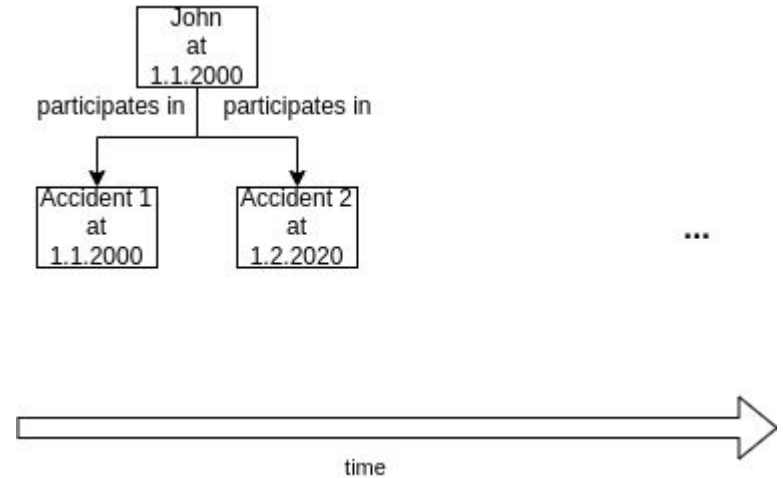 John
at
1.1.2000
participates in
participates in
Accident 1
at
1.1.2000
Accident 2
at
1.2.2020
...
time